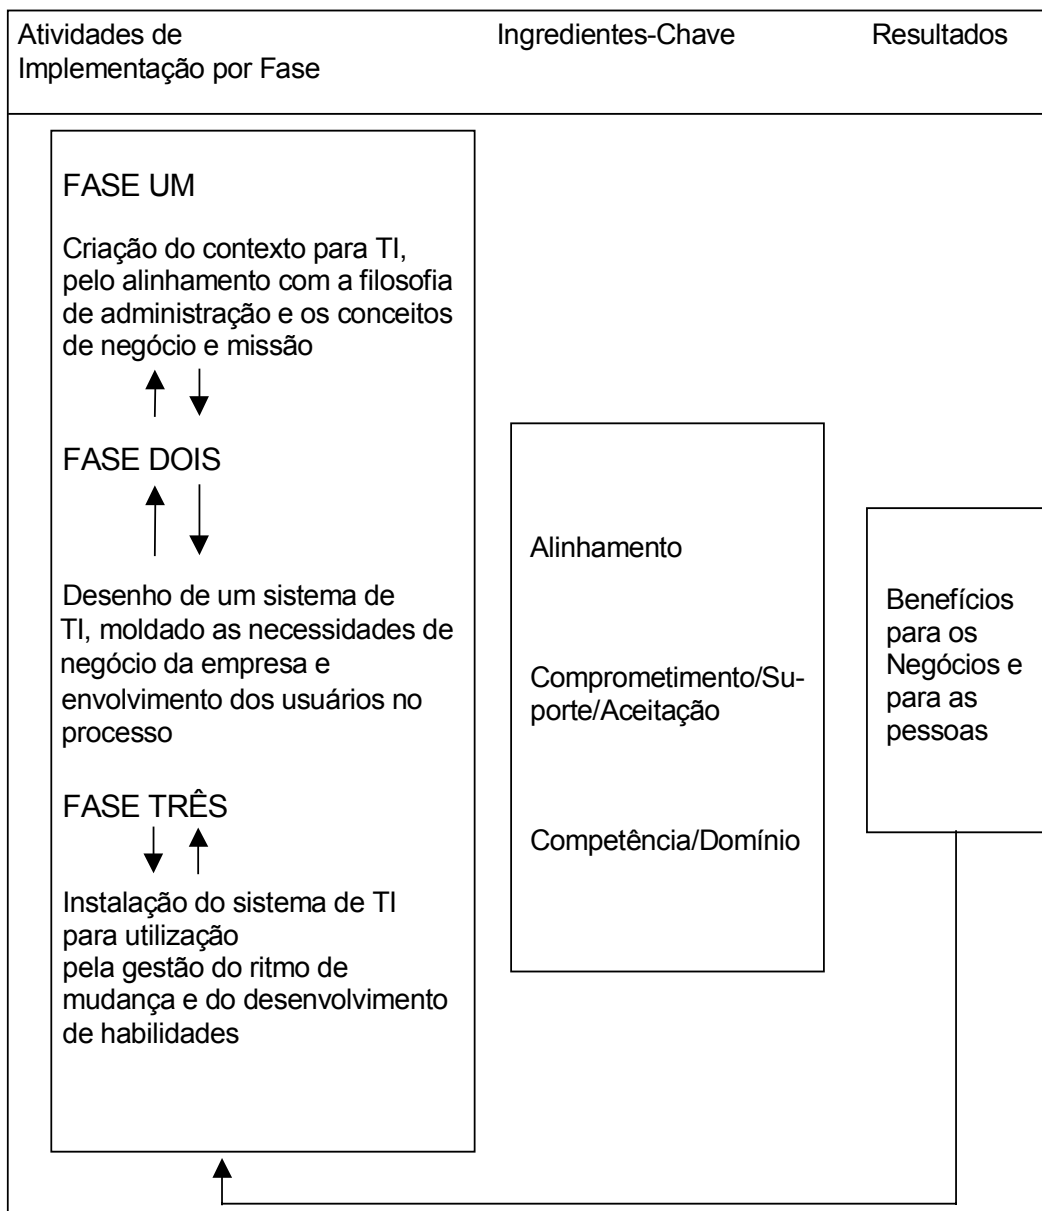 Atividades de
Implementação por Fase
Ingredientes-Chave
Resultados
FASE UM
Criação do contexto para TI,
pelo alinhamento com a filosofia
de administração e os conceitos
de negócio e missão
FASE DOIS
Desenho de um sistema de
TI, moldado as necessidades de
negócio da empresa e
envolvimento dos usuários no
processo
FASE TRÊS
Instalação do sistema de TI
para utilização
pela gestão do ritmo de
mudança e do desenvolvimento
de habilidades
Alinhamento
Comprometimento/Su-
porte/Aceitação
Competência/Domínio
Benefícios
para os
Negócios e
para as
pessoas